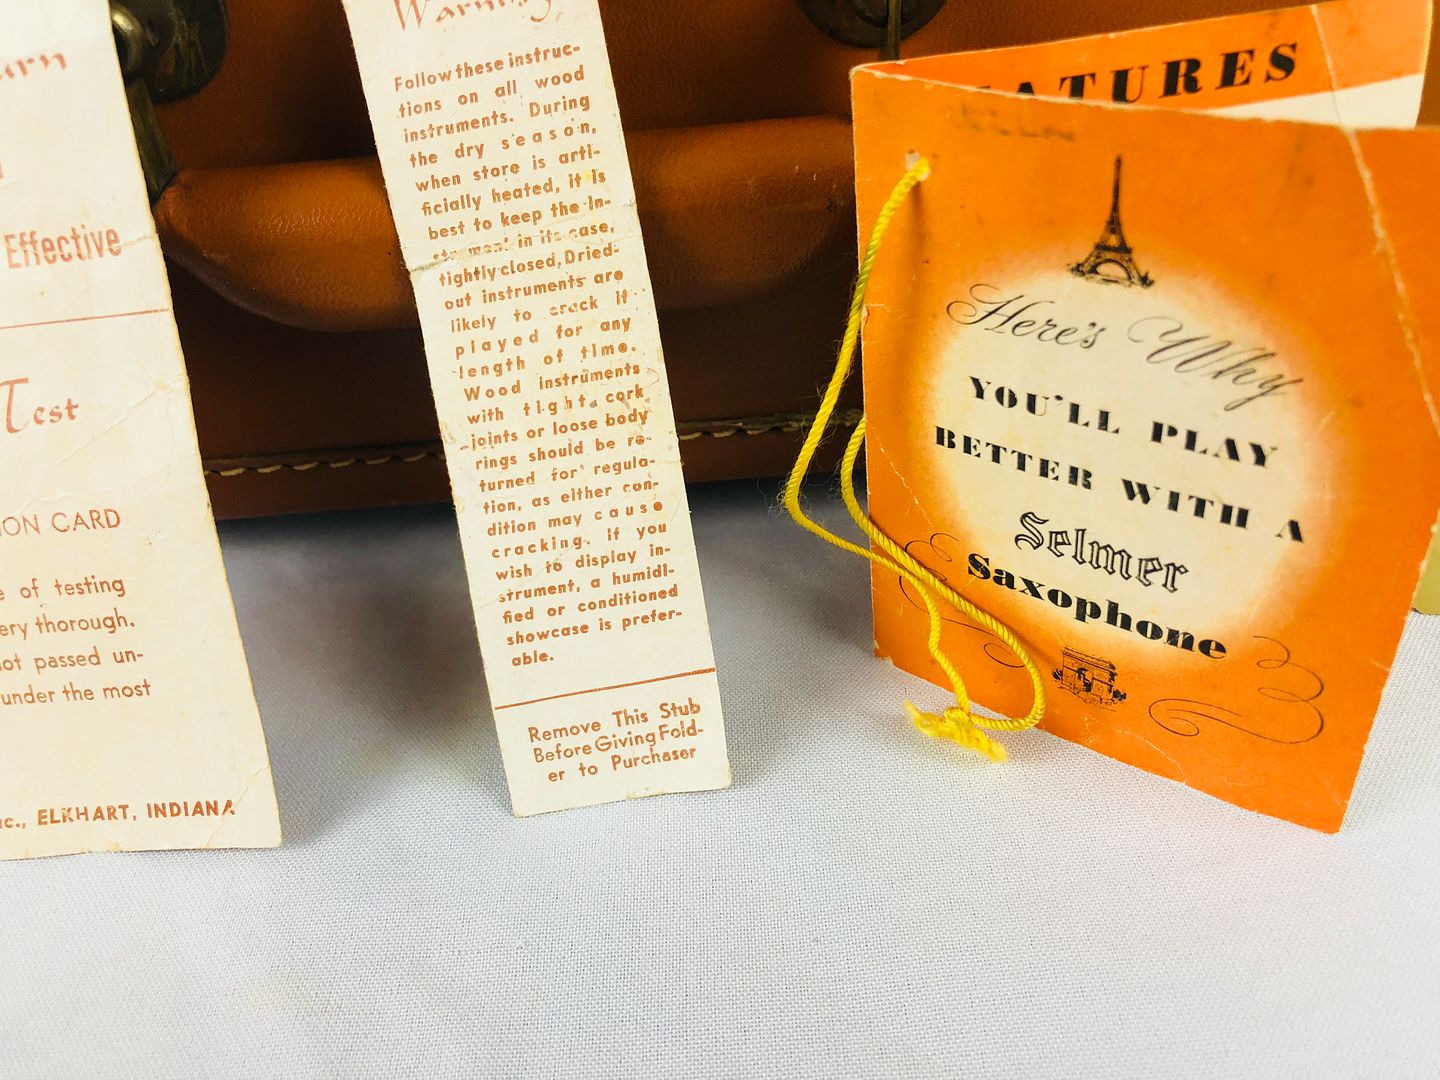 Effective
Test
ION CARD
of testing
ery thorough.
ot passed un-
under the most
nc., ELKHART, INDIANA
Warning
Follow these instruc-
tions on all wood
instruments. During
the dry season,
when store is arti-
ficially heated, it is
best to keep the in-
strument in its case,
tightly closed, Dried-
out instruments are
likely to crack if
played for any
length of time.
Wood instruments
with tight cork
joints or loose body
rings should be re-
turned for regula-
tion, as either con-
dition may cause
cracking. If you
wish to display in-
strument, a humidi-
fied or conditioned
showcase is prefer-
able.
Remove This Stub
Before Giving Fold-
er to Purchaser
ATURES
Here's Why
YOU'LL PLAY
BETTER WITH A
Selmer
Saxophone